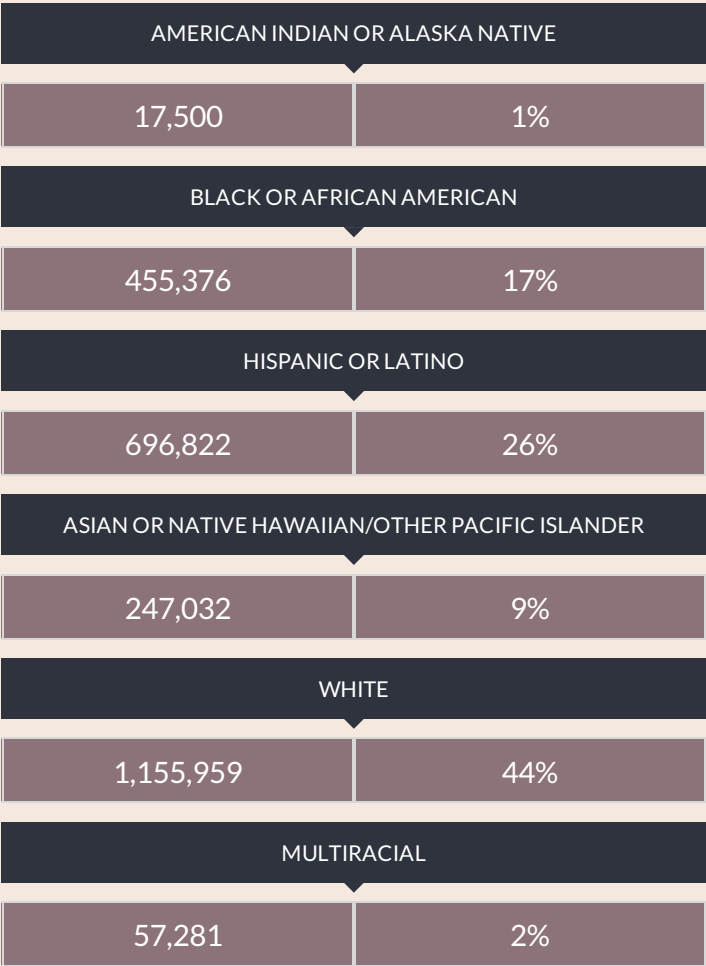 AMERICAN INDIAN OR ALASKA NATIVE
17,500 1%
BLACK OR AFRICAN AMERICAN
455,376 17%
HISPANIC OR LATINO
696,822 26%
ASIAN OR NATIVE HAWAIIAN/OTHER PACIFIC ISLANDER
247,032 9%
WHITE
1,155,959 44%
MULTIRACIAL
57,281 2%